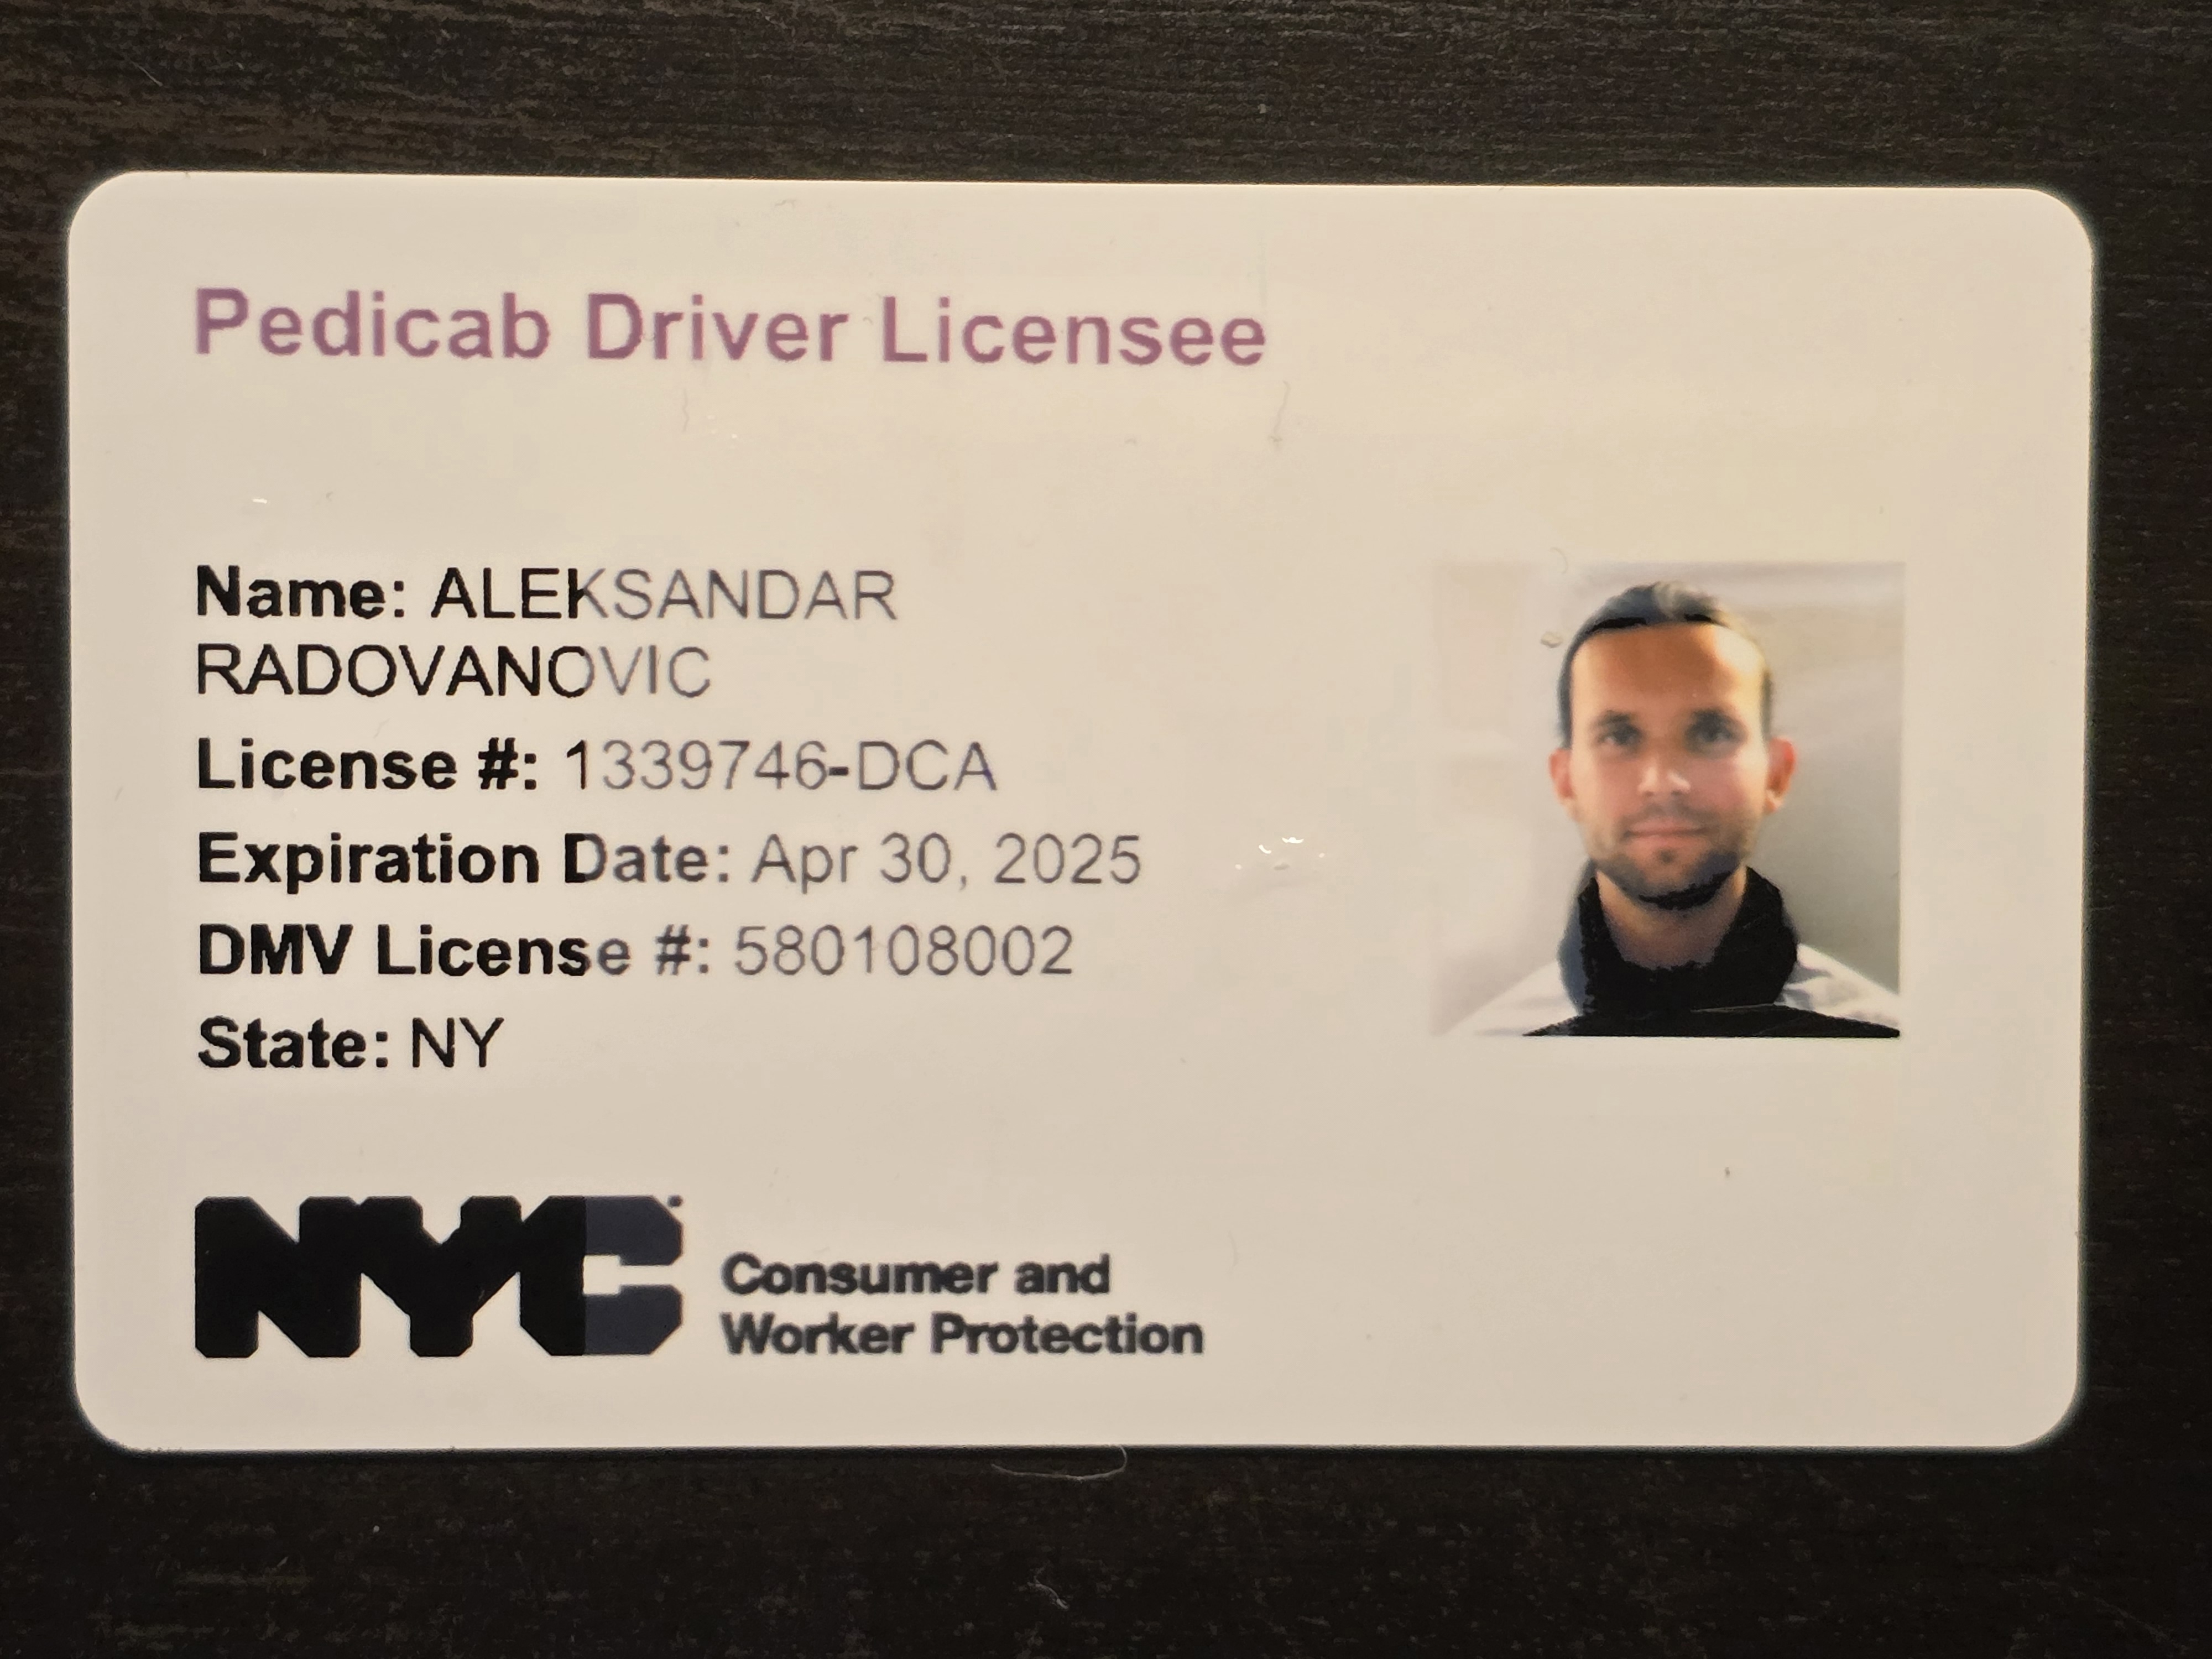 Pedicab Driver Licensee
Name: ALEKSANDAR
RADOVANOVIC
License #: 1339746-DCA
Expiration Date: Apr 30, 2025
DMV License #: 580108002
State: NY
NYC
Consumer and
Worker Protection